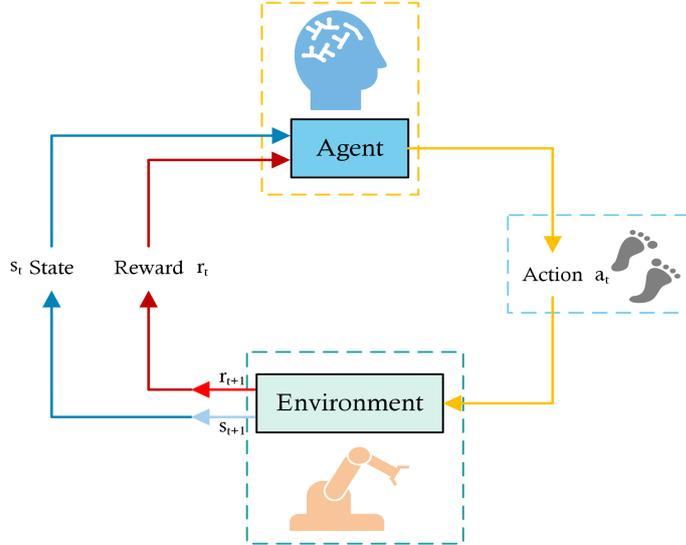 Agent
sₜ State
Reward rₜ
Action aₜ
rₜ₊₁
Environment
sₜ₊₁